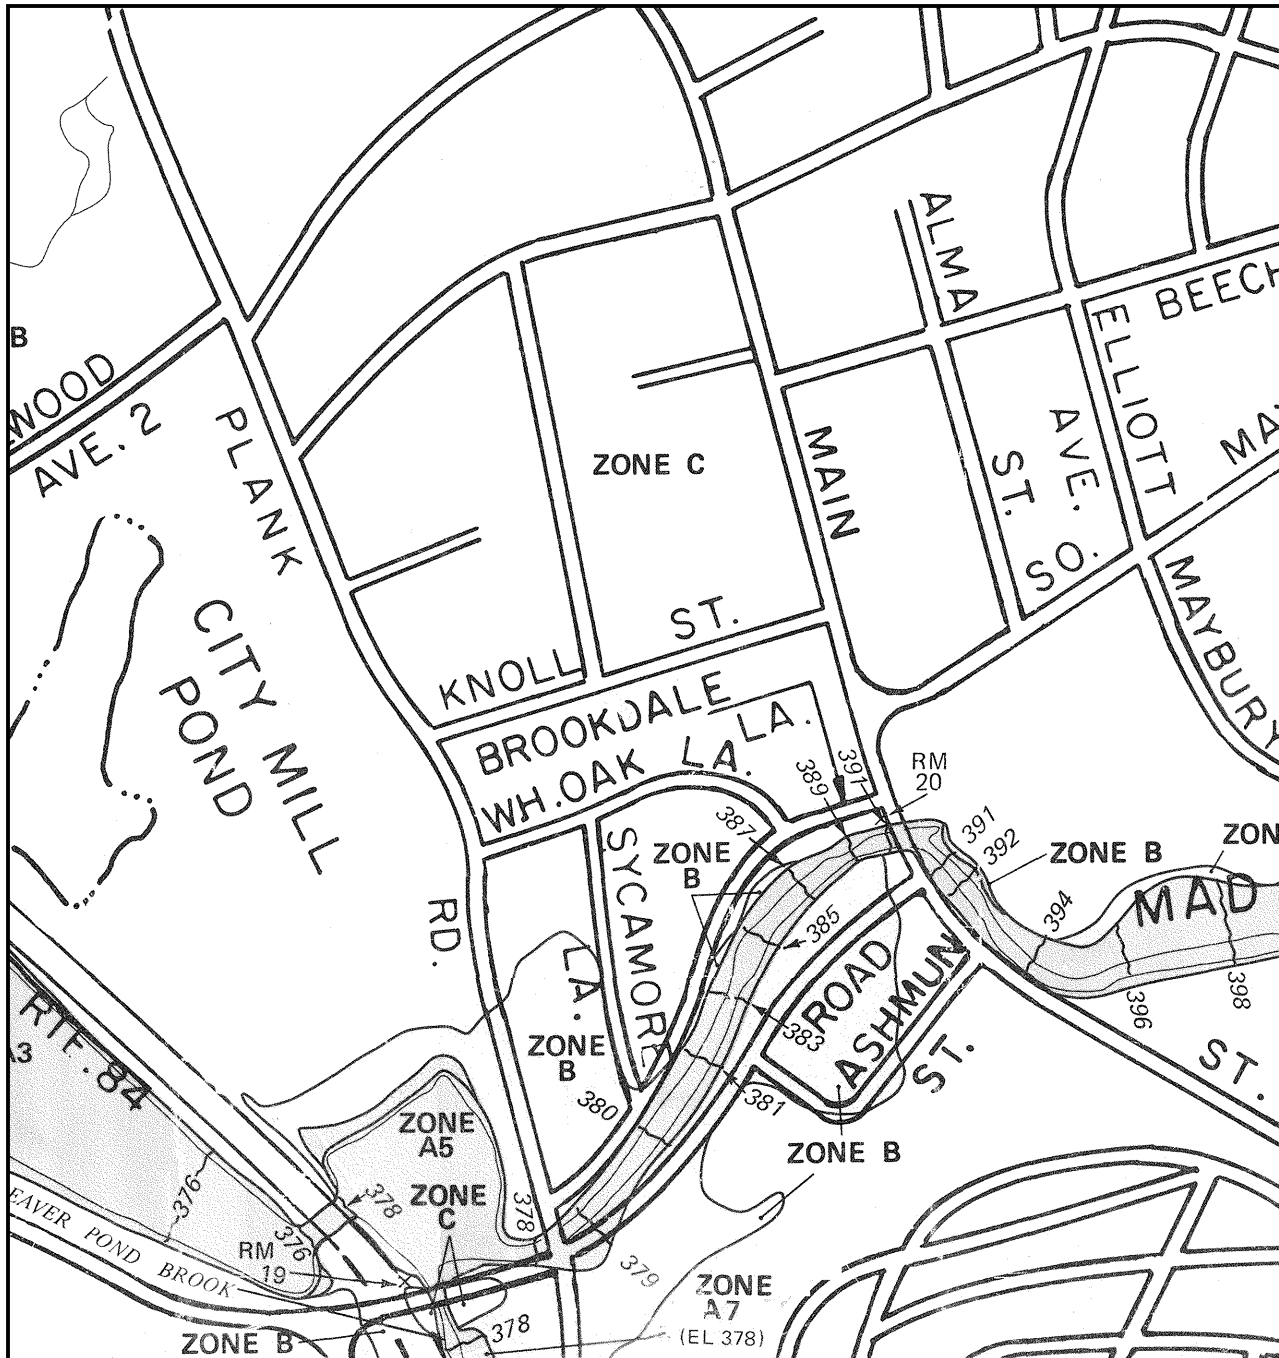 ALMA
BEECH
B
WOOD
AVE. 2
PLANK
ELLIOTT
AVE.
MA
ZONE C
MAIN
ST.
SO.
CITY MILL
POND
ST.
KNOLL
MAYBURY
BROOKDALE
LA.
WH.OAK LA.
389
391
RM
20
387
391
392
ZONE B
ZON
SYCAMORE
ZONE
B
MAD
394
385
RD.
LA.
ROAD
ASHMUN
396
398
383
RTE. 84
A3
ZONE
B
ST.
ST.
380
381
ZONE
A5
ZONE B
376
378
ZONE
C
378
EAVER POND BROOK
376
RM
19
379
ZONE
A7
(EL 378)
378
ZONE B